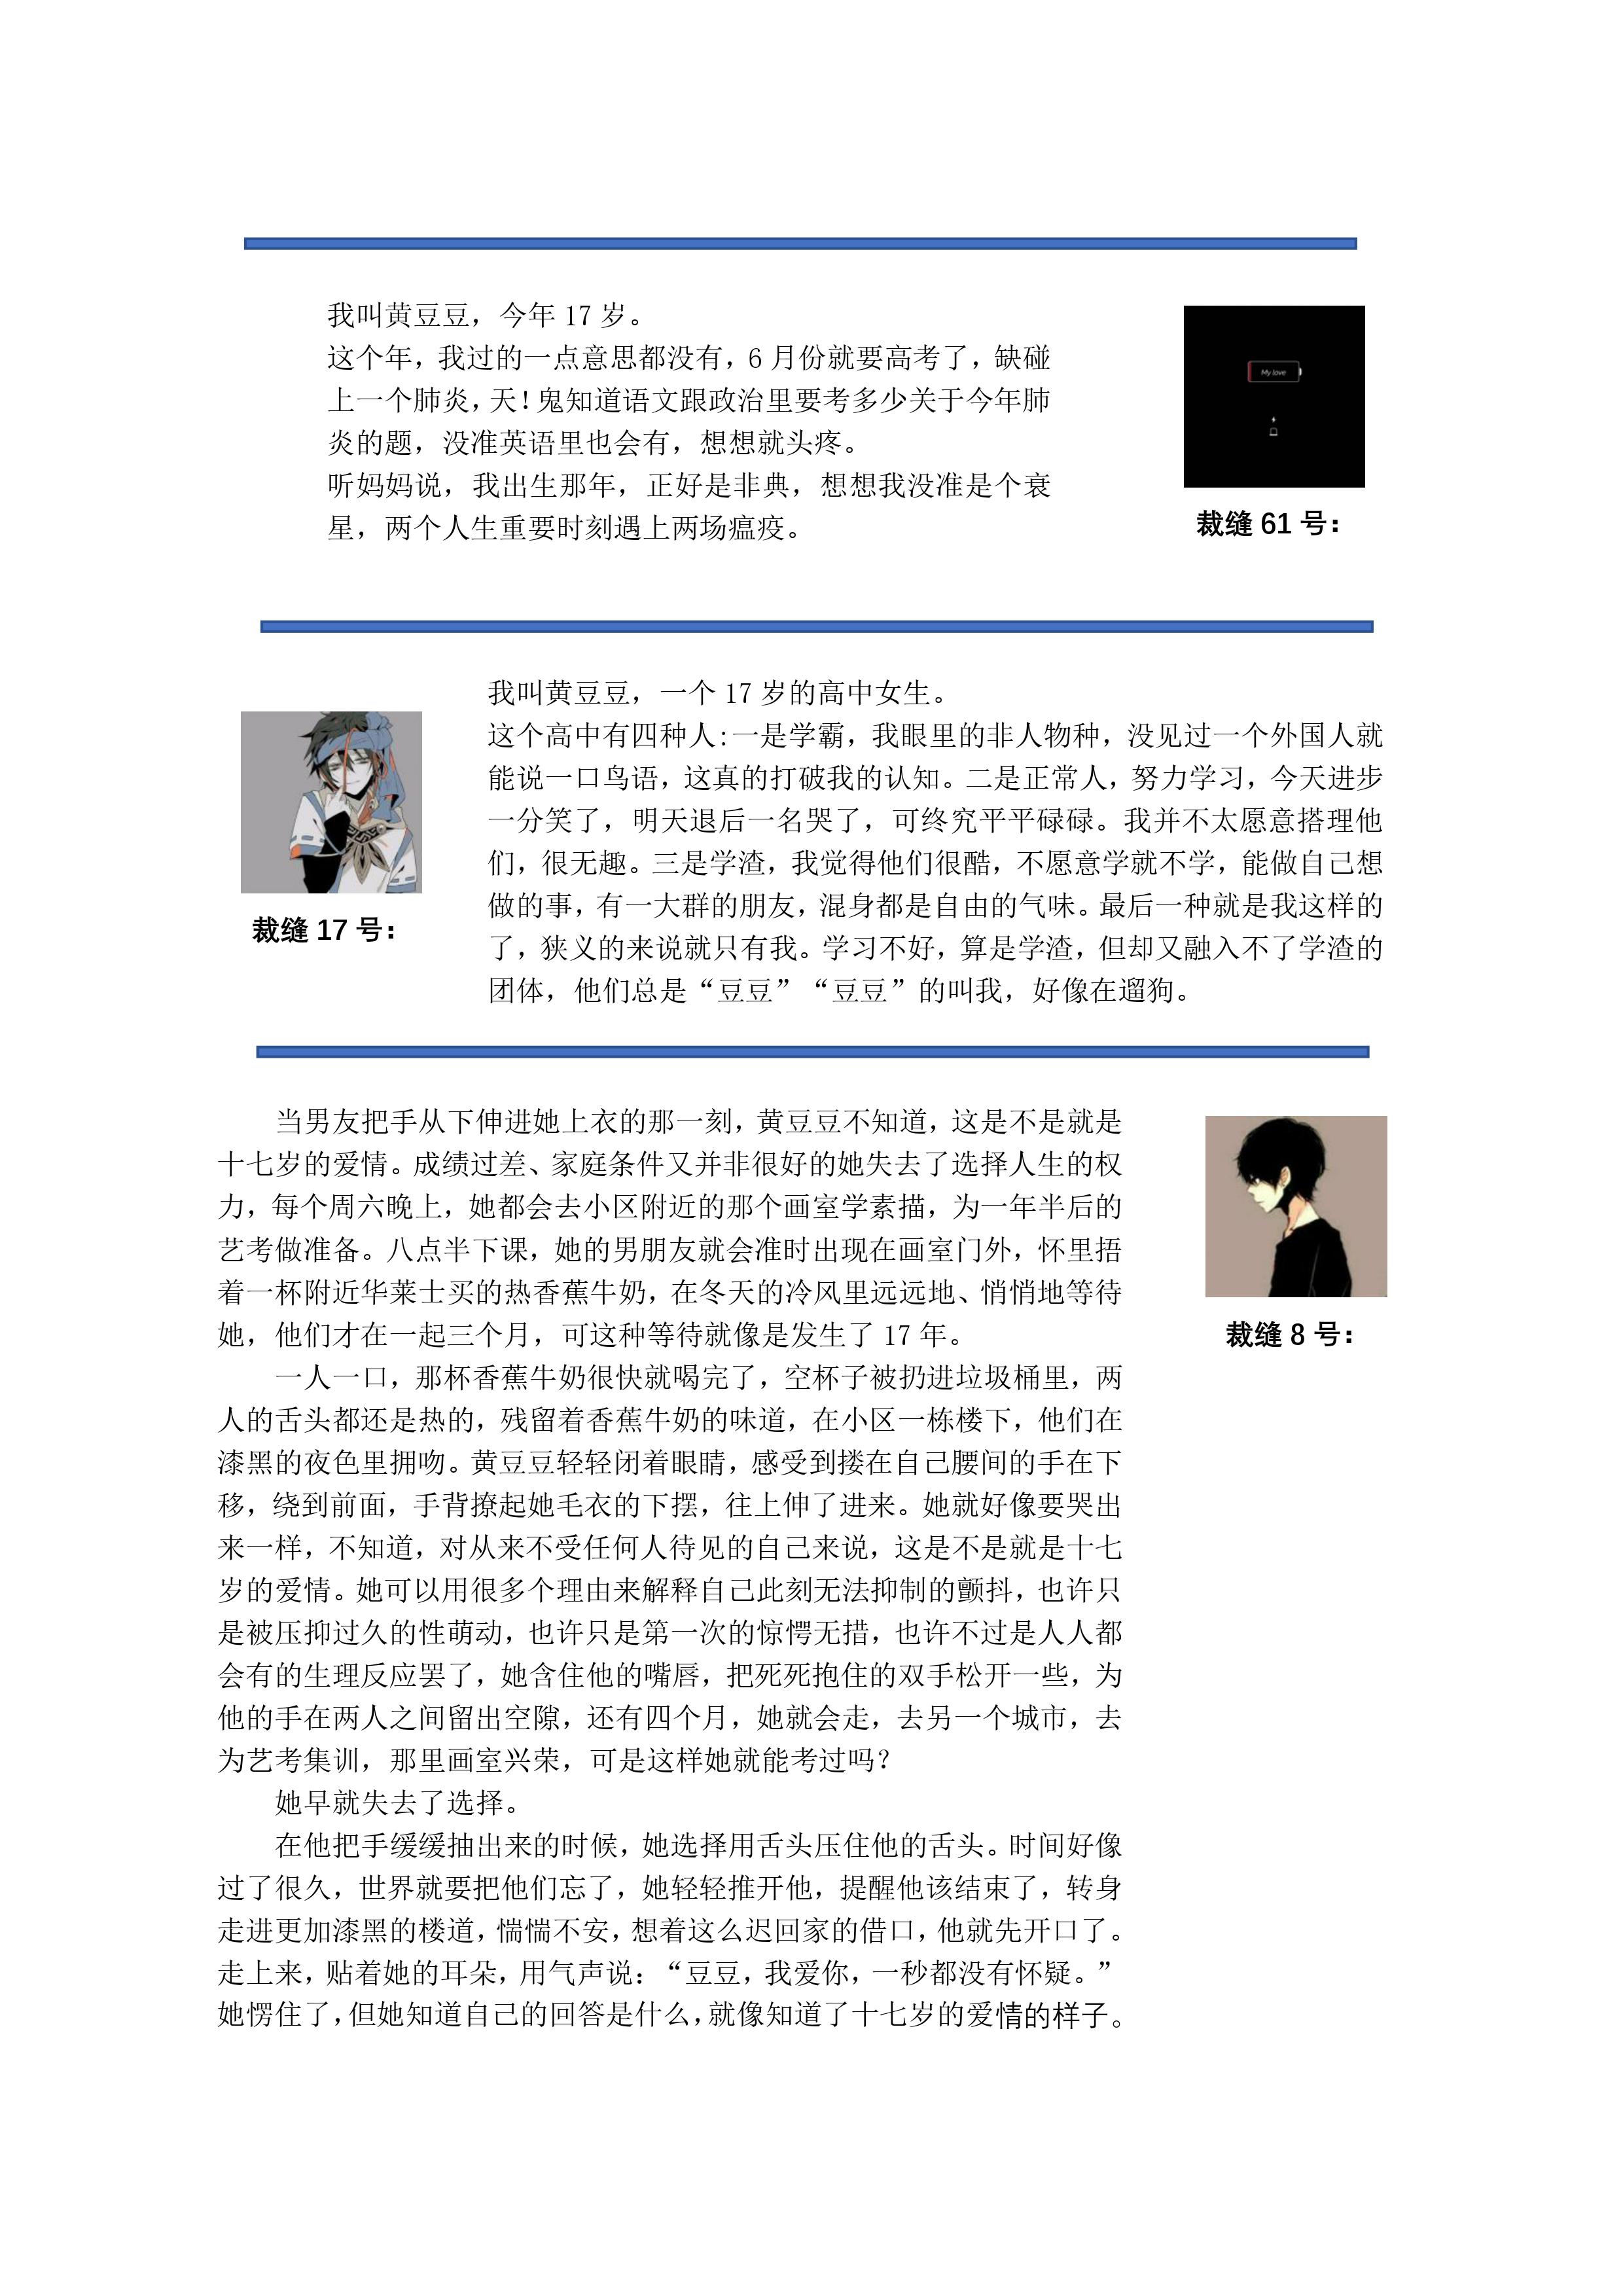 我叫黄豆豆，今年 17 岁。
这个年，我过的一点意思都没有，6 月份就要高考了，缺碰
上一个肺炎，天！鬼知道语文跟政治里要考多少关于今年肺
炎的题，没准英语里也会有，想想就头疼。
听妈妈说，我出生那年，正好是非典，想想我没准是个衰
星，两个人生重要时刻遇上两场瘟疫。
My love
裁缝 61 号：
我叫黄豆豆，一个 17 岁的高中女生。
这个高中有四种人：一是学霸，我眼里的非人物种，没见过一个外国人就
能说一口鸟语，这真的打破我的认知。二是正常人，努力学习，今天进步
一分笑了，明天退后一名哭了，可终究平平碌碌。我并不太愿意搭理他
们，很无趣。三是学渣，我觉得他们很酷，不愿意学就不学，能做自己想
做的事，有一大群的朋友，混身都是自由的气味。最后一种就是我这样的
了，狭义的来说就只有我。学习不好，算是学渣，但却又融入不了学渣的
团体，他们总是“豆豆”“豆豆”的叫我，好像在遛狗。
裁缝 17 号：
当男友把手从下伸进她上衣的那一刻，黄豆豆不知道，这是不是就是
十七岁的爱情。成绩过差、家庭条件又并非很好的她失去了选择人生的权
力，每个周六晚上，她都会去小区附近的那个画室学素描，为一年半后的
艺考做准备。八点半下课，她的男朋友就会准时出现在画室门外，怀里捂
着一杯附近华莱士买的热香蕉牛奶，在冬天的冷风里远远地、悄悄地等待
她，他们才在一起三个月，可这种等待就像是发生了 17 年。
一人一口，那杯香蕉牛奶很快就喝完了，空杯子被扔进垃圾桶里，两
人的舌头都还是热的，残留着香蕉牛奶的味道，在小区一栋楼下，他们在
漆黑的夜色里拥吻。黄豆豆轻轻闭着眼睛，感受到搂在自己腰间的手在下
移，绕到前面，手背撩起她毛衣的下摆，往上伸了进来。她就好像要哭出
来一样，不知道，对从来不受任何人待见的自己来说，这是不是就是十七
岁的爱情。她可以用很多个理由来解释自己此刻无法抑制的颤抖，也许只
是被压抑过久的性萌动，也许只是第一次的惊愕无措，也许不过是人人都
会有的生理反应罢了，她含住他的嘴唇，把死死抱住的双手松开一些，为
他的手在两人之间留出空隙，还有四个月，她就会走，去另一个城市，去
为艺考集训，那里画室兴荣，可是这样她就能考过吗？
她早就失去了选择。
在他把手缓缓抽出来的时候，她选择用舌头压住他的舌头。时间好像
过了很久，世界就要把他们忘了，她轻轻推开他，提醒他该结束了，转身
走进更加漆黑的楼道，惴惴不安，想着这么迟回家的借口，他就先开口了。
走上来，贴着她的耳朵，用气声说：“豆豆，我爱你，一秒都没有怀疑。”
她愣住了，但她知道自己的回答是什么，就像知道了十七岁的爱情的样子。
裁缝 8 号：